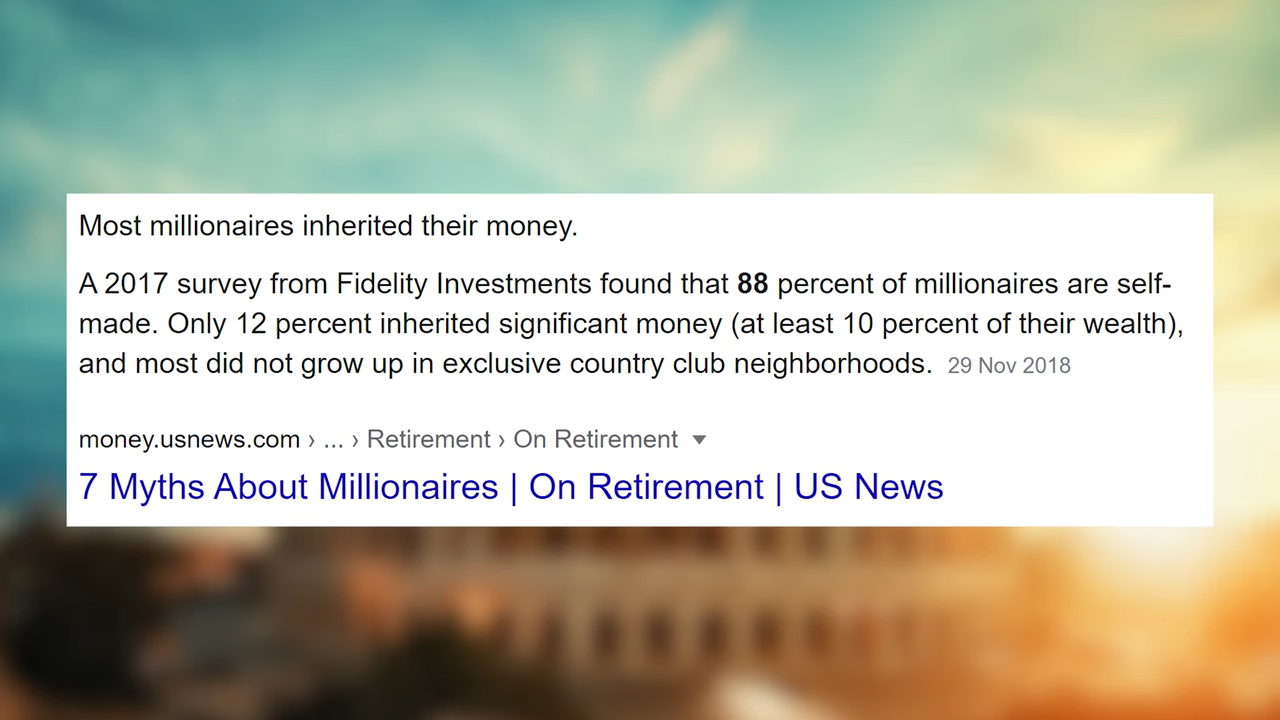 Most millionaires inherited their money.
A 2017 survey from Fidelity Investments found that 88 percent of millionaires are self-
made. Only 12 percent inherited significant money (at least 10 percent of their wealth),
and most did not grow up in exclusive country club neighborhoods. 29 Nov 2018
money.usnews.com › ... › Retirement › On Retirement
7 Myths About Millionaires | On Retirement | US News